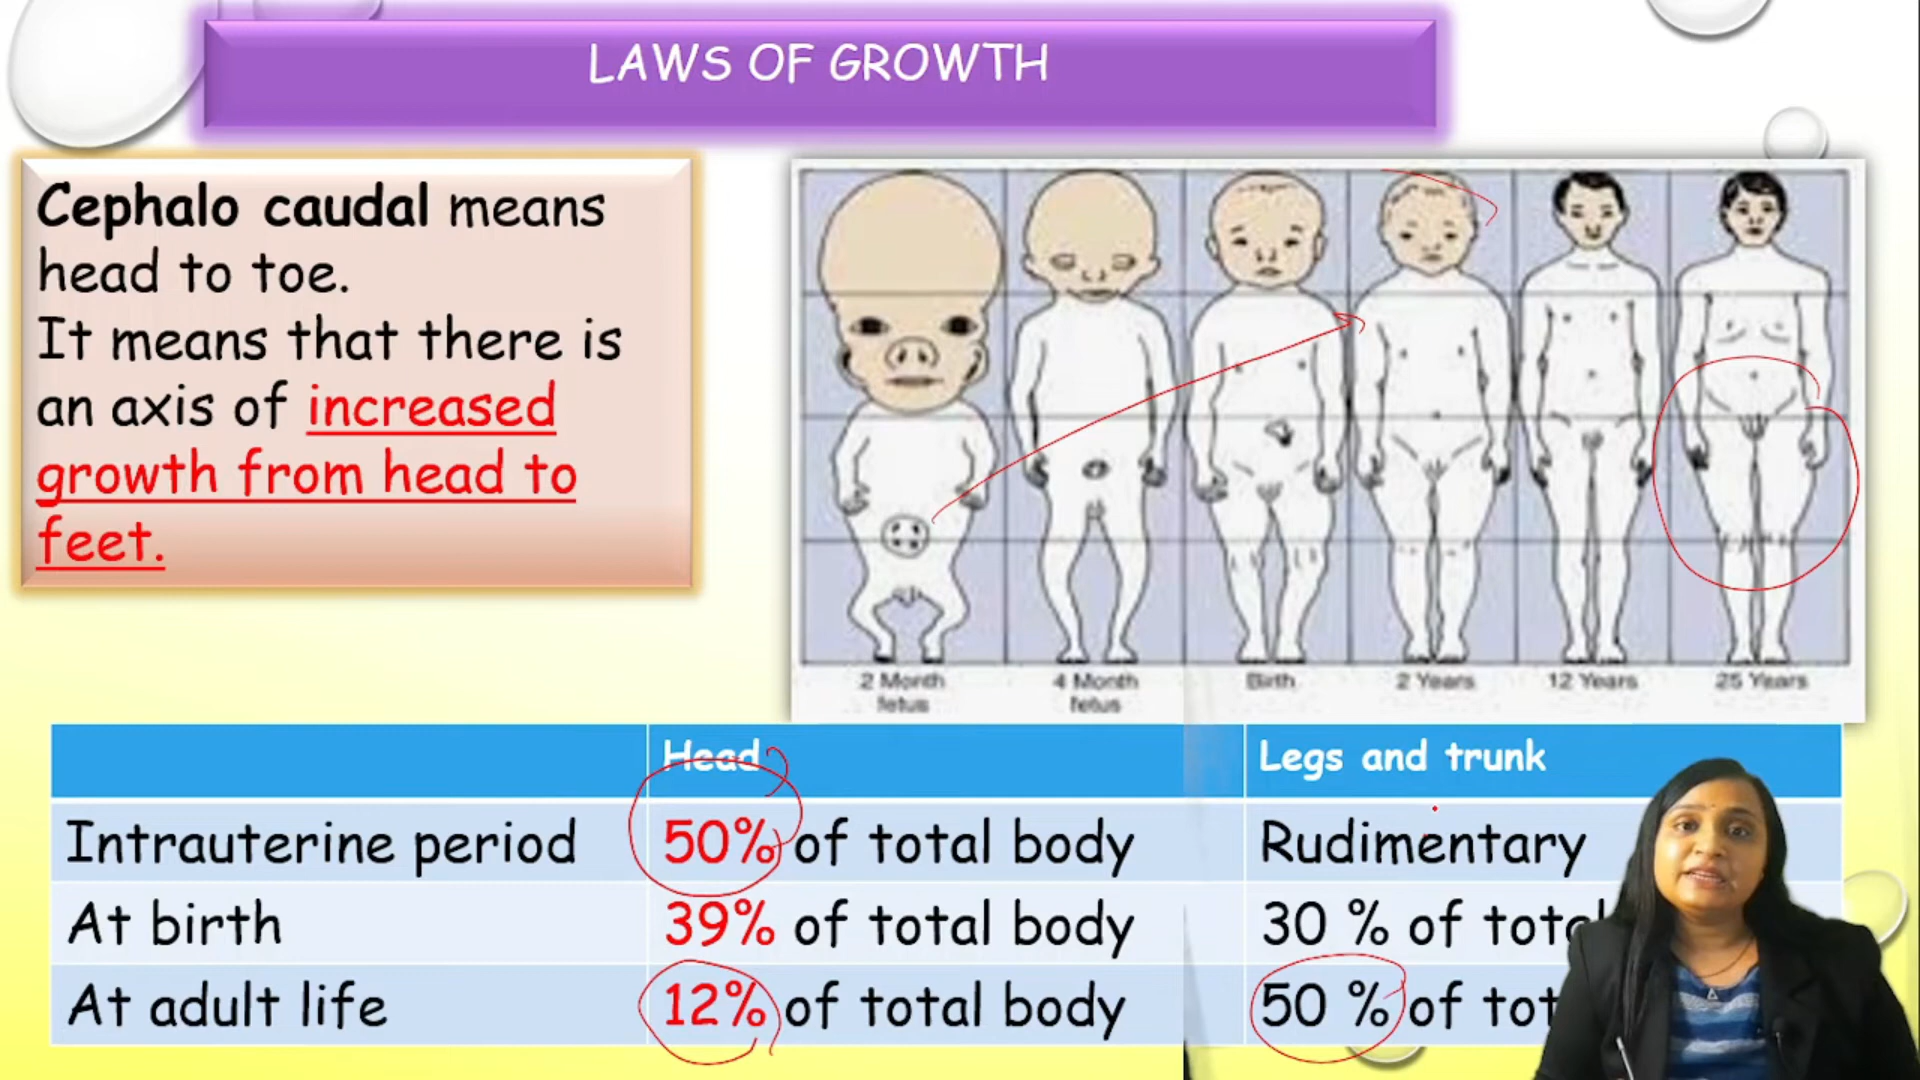 LAWS OF GROWTH
Cephalo caudal means
head to toe.
It means that there is
an axis of increased
growth from head to
feet.
2 Month
fetus
4 Month
fetus
Birth
2 Years
12 Years
25 Years
Head
Legs and trunk
Intrauterine period
50% of total body
Rudimentary
At birth
39% of total body
30 % of
At adult life
12% of total body
50 % of